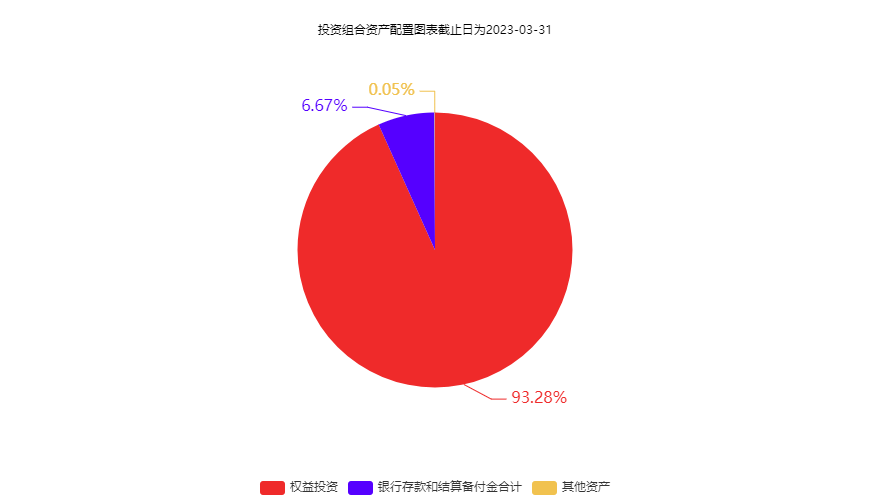 投资组合资产配置图表截止日为2023-03-31
0.05%
6.67%
93.28%
权益投资 银行存款和结算备付金合计 其他资产